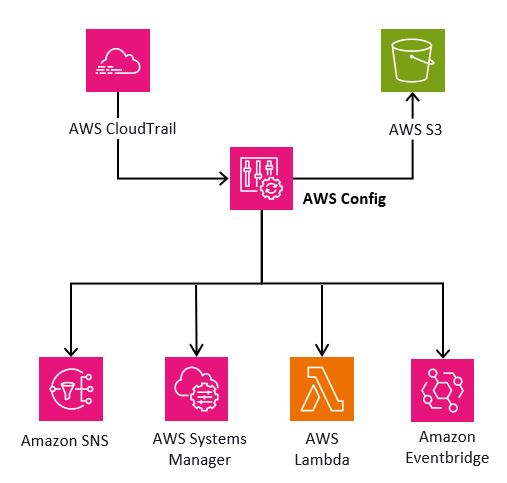 AWS CloudTrail
AWS S3
AWS Config
Amazon SNS
AWS Systems
Manager
AWS
Lambda
Amazon
Eventbridge